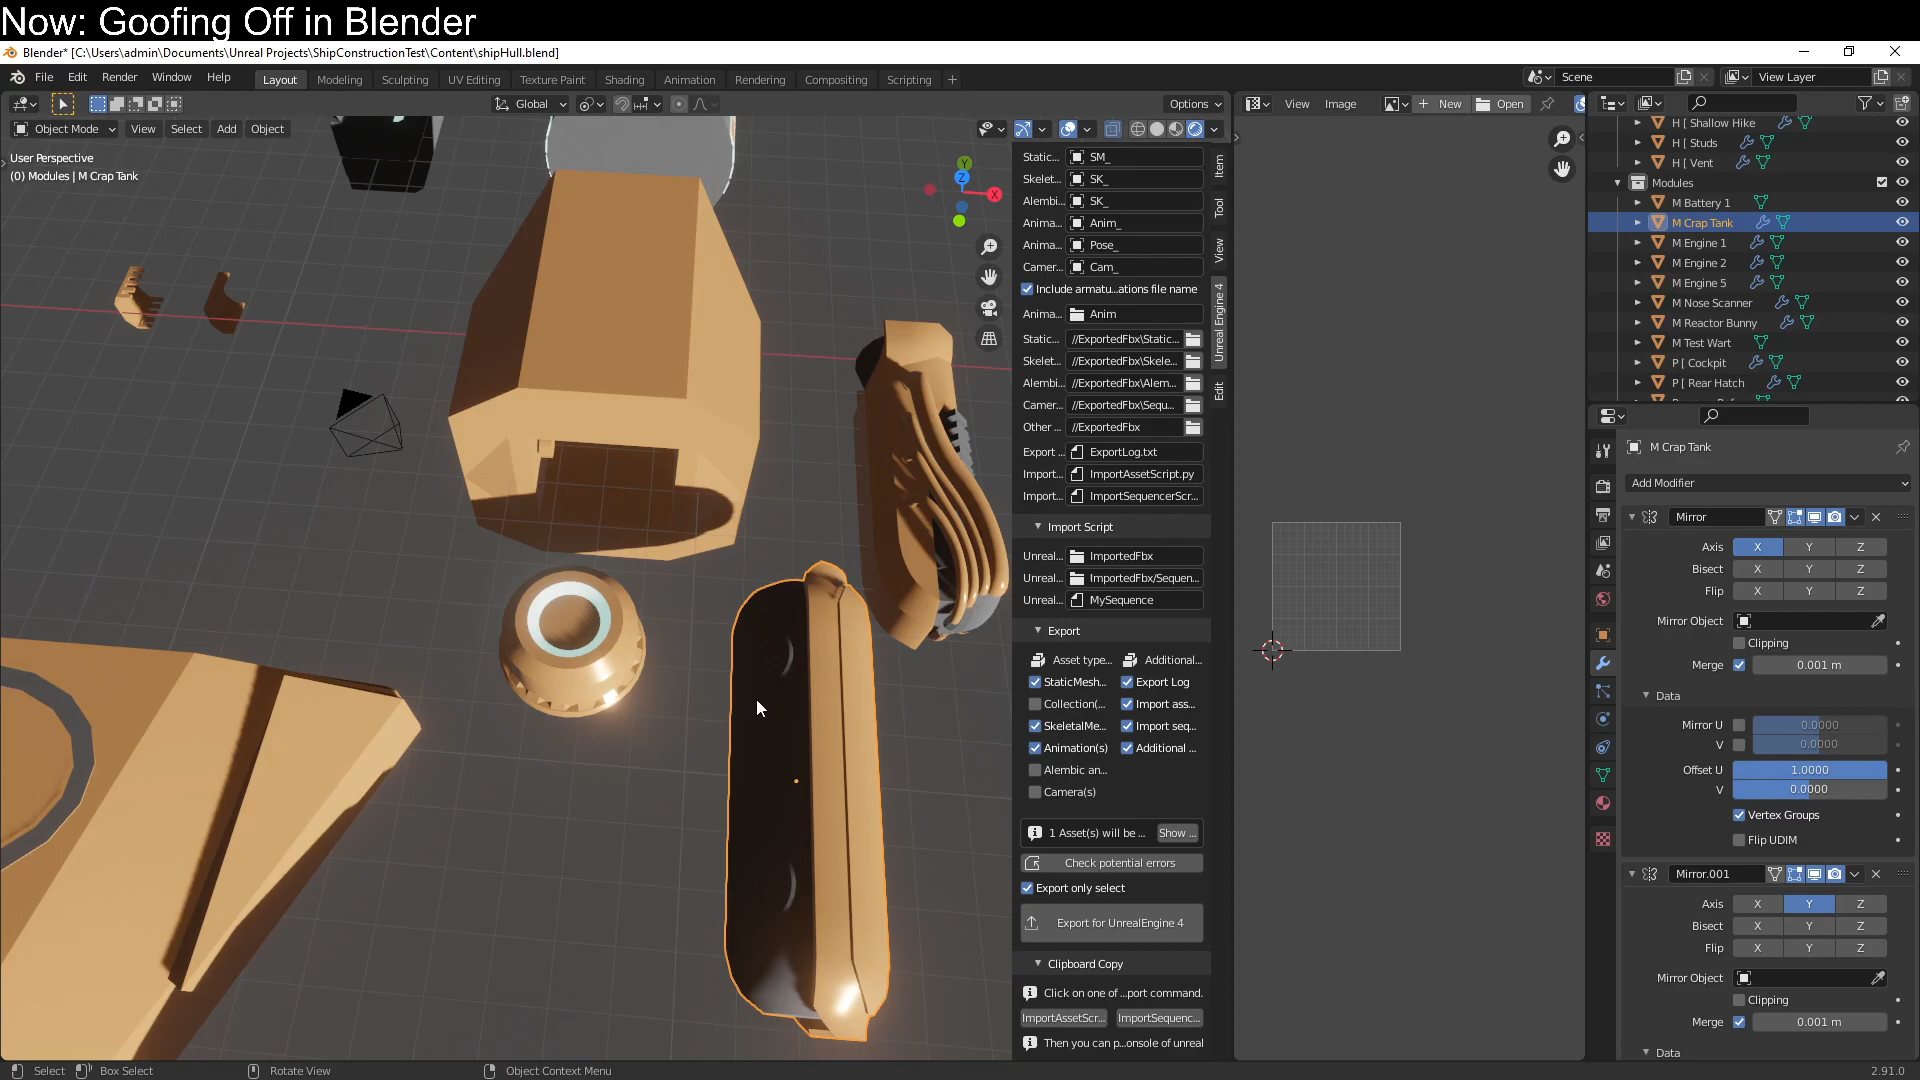 Now: Goofing Off in Blender
Blender* [C:\Users\admin\Documents\Unreal Projects\ShipConstructionTest\Content\shipHull.blend]
File Edit Render Window Help Layout Modeling Sculpting UV Editing Texture Paint Shading Animation Rendering Compositing Scripting + Scene View Layer
Global Options View Image + New Open
Object Mode View Select Add Object
User Perspective
(0) Modules | M Crap Tank
Y
Z
X
Static... SM_
Skelet... SK_
Alembi... SK_
Anima... Anim_
Anima... Pose_
Camer... Cam_
Include armatu...ations file name
Anima... Anim
Static... //ExportedFbx\Static...
Skelet... //ExportedFbx\Skele...
Alembi... //ExportedFbx\Alem...
Camer... //ExportedFbx\Sequ...
Other ... //ExportedFbx
Export ... ExportLog.txt
Import... ImportAssetScript.py
Import... ImportSequencerScr...
Import Script
Unreal... ImportedFbx
Unreal... ImportedFbx/Sequen...
Unreal... MySequence
Export
Asset type... Additional...
StaticMesh... Export Log
Collection(... Import ass...
SkeletalMe... Import seq...
Animation(s) Additional ...
Alembic an...
Camera(s)
1 Asset(s) will be ... Show ...
Check potential errors
Export only select
Export for UnrealEngine 4
Clipboard Copy
Click on one of ...port command.
ImportAssetScr... ImportSequenc...
Then you can p...onsole of unreal
Item
Tool
View
Unreal Engine 4
Edit
H [ Shallow Hike
H [ Studs
H [ Vent
Modules
M Battery 1
M Crap Tank
M Engine 1
M Engine 2
M Engine 5
M Nose Scanner
M Reactor Bunny
M Test Wart
P [ Cockpit
P [ Rear Hatch
M Crap Tank
Add Modifier
Mirror
Axis X Y Z
Bisect X Y Z
Flip X Y Z
Mirror Object
Clipping
Merge 0.001 m
Data
Mirror U 0.0000
V 0.0000
Offset U 1.0000
V 0.0000
Vertex Groups
Flip UDIM
Mirror.001
Axis X Y Z
Bisect X Y Z
Flip X Y Z
Mirror Object
Clipping
Merge 0.001 m
Data
Select Box Select Rotate View Object Context Menu 2.91.0